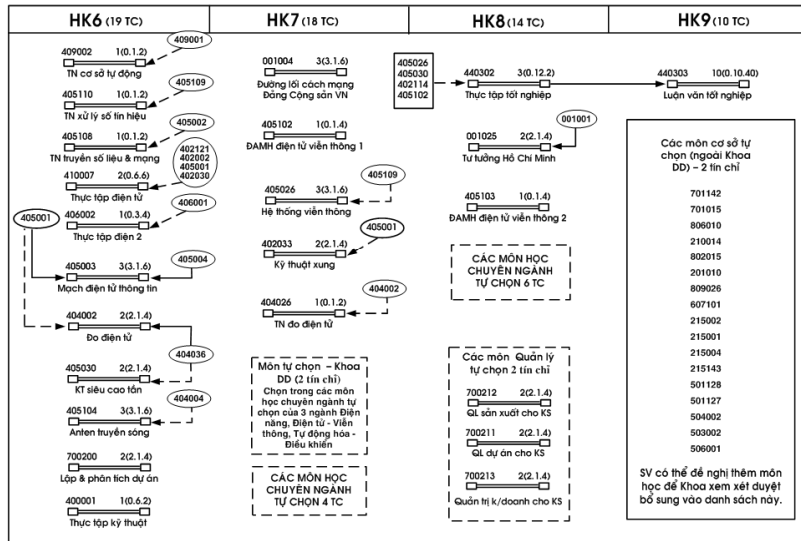 HK6 (19 TC)
HK7 (18 TC)
HK8 (14 TC)
HK9 (10 TC)
409001
409002 1(0.1.2)
TN cơ sở tự động
405109
405110 1(0.1.2)
TN xử lý số tín hiệu
405002
405108 1(0.1.2)
TN truyền số liệu & mạng
402121
402002
405001
402030
410007 2(0.6.6)
Thực tập điện tử
406001
406002 1(0.3.4)
Thực tập điện 2
405001
405004
405003 3(3.1.6)
Mạch điện tử thông tin
404002 2(2.1.4)
Đo điện tử
404036
405030 2(2.1.4)
KT siêu cao tần
404004
405104 3(3.1.6)
Anten truyền sóng
700200 2(2.1.4)
Lập & phân tích dự án
400001 1(0.6.2)
Thực tập kỹ thuật
001004 3(3.1.6)
Đường lối cách mạng
Đảng Cộng sản VN
405102 1(0.1.4)
ĐAMH điện tử viễn thông 1
405109
405026 3(3.1.6)
Hệ thống viễn thông
405001
402033 2(2.1.4)
Kỹ thuật xung
404002
404026 1(0.1.2)
TN đo điện tử
Môn tự chọn – Khoa
DD (2 tín chỉ)
Chọn trong các môn
học chuyên ngành tự
chọn của 3 ngành Điện
năng, Điện tử - Viễn
thông, Tự động hóa -
Điều khiển
CÁC MÔN HỌC
CHUYÊN NGÀNH
TỰ CHỌN 4 TC
405026
405030
402114
405102
440302 3(0.12.2)
Thực tập tốt nghiệp
001001
001025 2(2.1.4)
Tư tưởng Hồ Chí Minh
405103 1(0.1.4)
ĐAMH điện tử viễn thông 2
CÁC MÔN HỌC
CHUYÊN NGÀNH
TỰ CHỌN 6 TC
Các môn Quản lý
tự chọn 2 tín chỉ
700212 2(2.1.4)
QL sản xuất cho KS
700211 2(2.1.4)
QL dự án cho KS
700213 2(2.1.4)
Quản trị k/doanh cho KS
440303 10(0.10.40)
Luận văn tốt nghiệp
Các môn cơ sở tự
chọn (ngoài Khoa
DD) – 2 tín chỉ
701142
701015
806010
210014
802015
201010
809026
607101
215002
215001
215004
215143
501128
501127
504002
503002
506001
SV có thể đề nghị thêm môn
học để Khoa xem xét duyệt
bổ sung vào danh sách này.